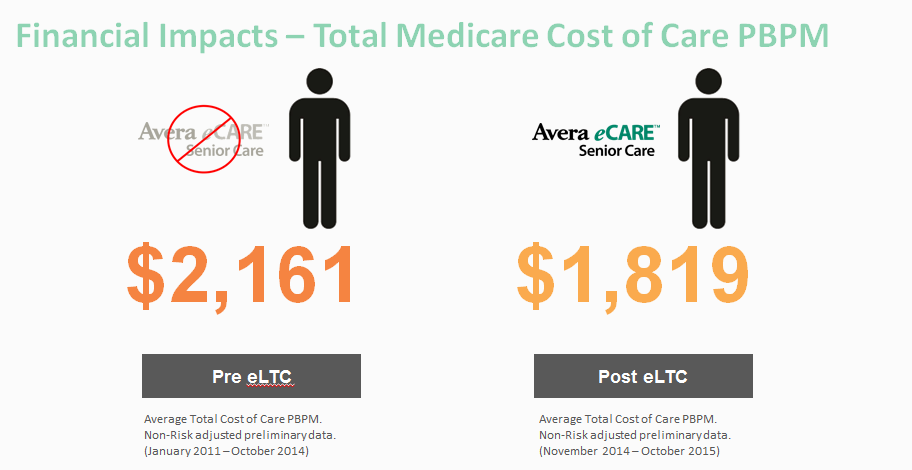 Financial Impacts – Total Medicare Cost of Care PBPM
Avera eCARE™
Senior Care
Avera eCARE™
Senior Care
$2,161
$1,819
Pre eLTC
Post eLTC
Average Total Cost of Care PBPM.
Non-Risk adjusted preliminary data.
(January 2011 – October 2014)
Average Total Cost of Care PBPM.
Non-Risk adjusted preliminary data.
(November 2014 – October 2015)